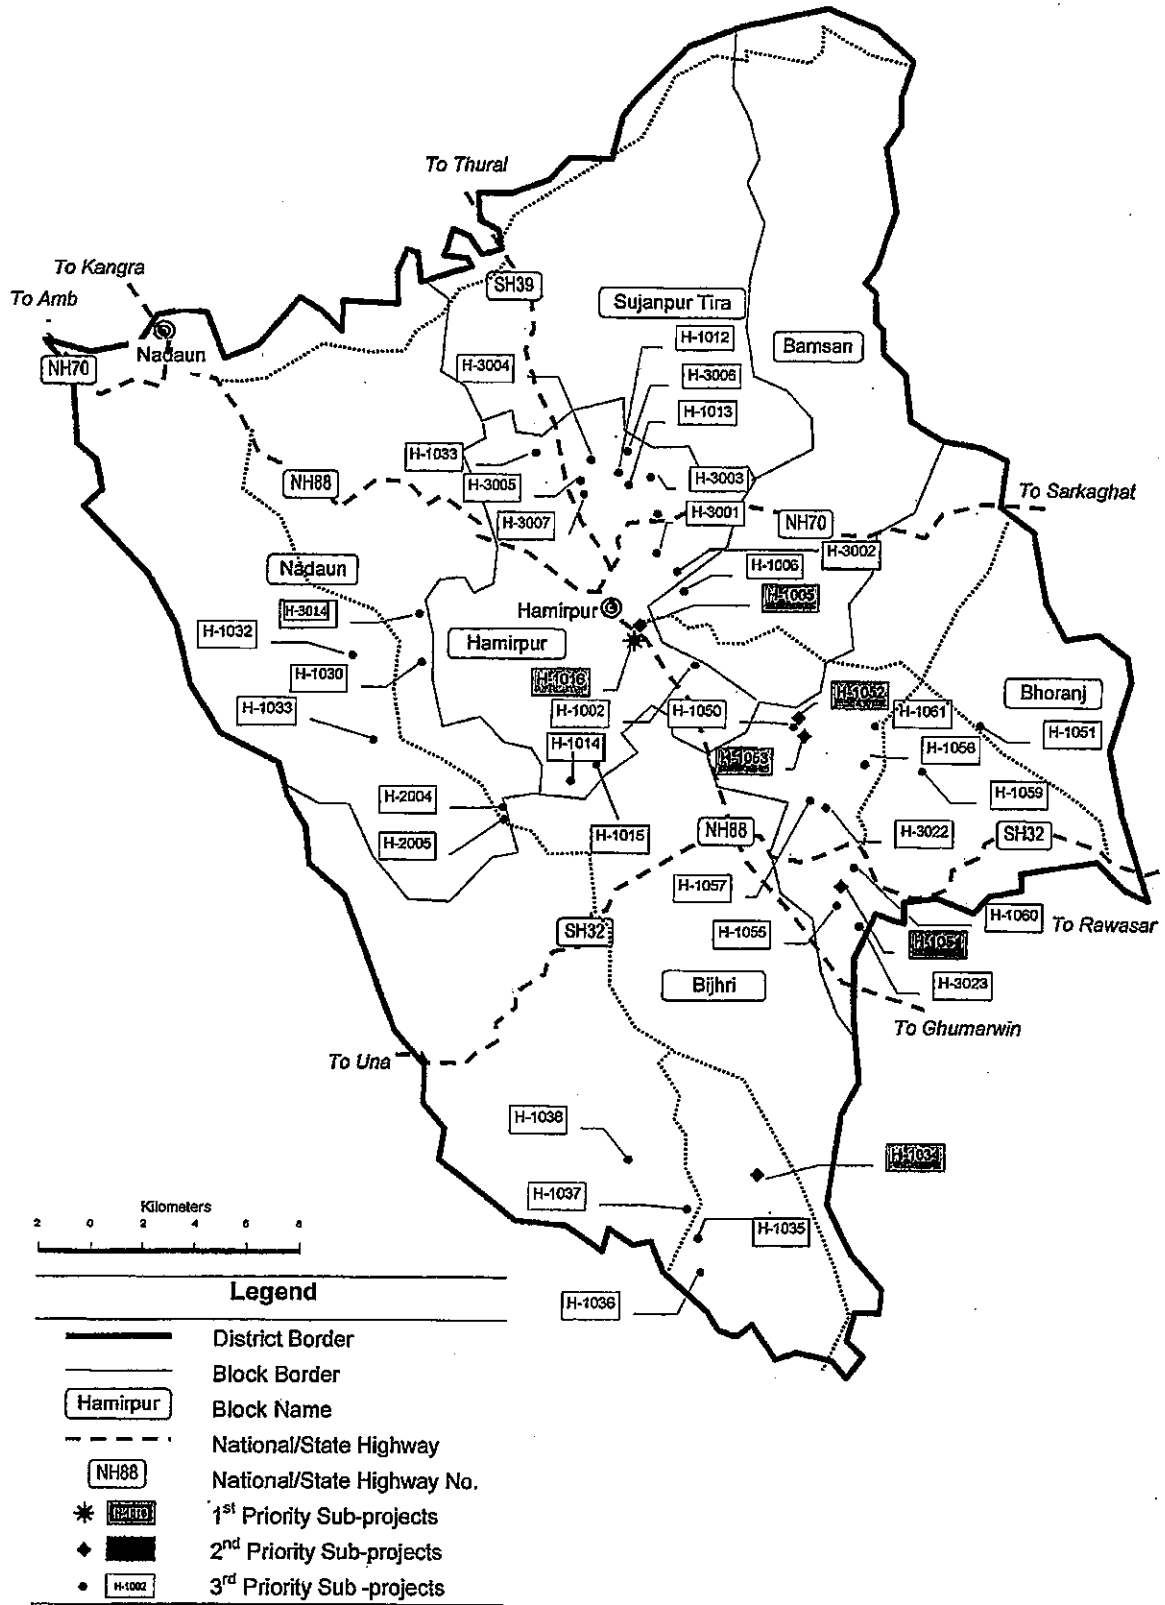 To Thural
To Kangra
To Amb
SH39
Sujanpur Tira
H-1012
Nadaun
NH70
Bamsan
H-3004
H-3006
H-1013
H-1033
H-3005
H-3003
NH88
To Sarkaghat
H-3007
H-3001
NH70
H-3002
Nadaun
H-1006
H-1005
H-3014
Hamirpur
H-1032
Hamirpur
H-1030
H-1016
H-1052
Bhoranj
H-1033
H-1002
H-1050
H-1061
H-1051
H-1014
H-1053
H-1056
H-2004
H-1059
H-2005
H-1015
NH88
H-3022
SH32
H-1057
H-1060
SH32
H-1055
H-1054
To Rawasar
Bijhri
H-3023
To Ghumarwin
To Una
H-1038
H-1034
H-1037
H-1035
H-1036
Kilometers
2 0 2 4 6 8
Legend
District Border
Block Border
Hamirpur Block Name
National/State Highway
NH88 National/State Highway No.
1st Priority Sub-projects
2nd Priority Sub-projects
H-1002 3rd Priority Sub-projects